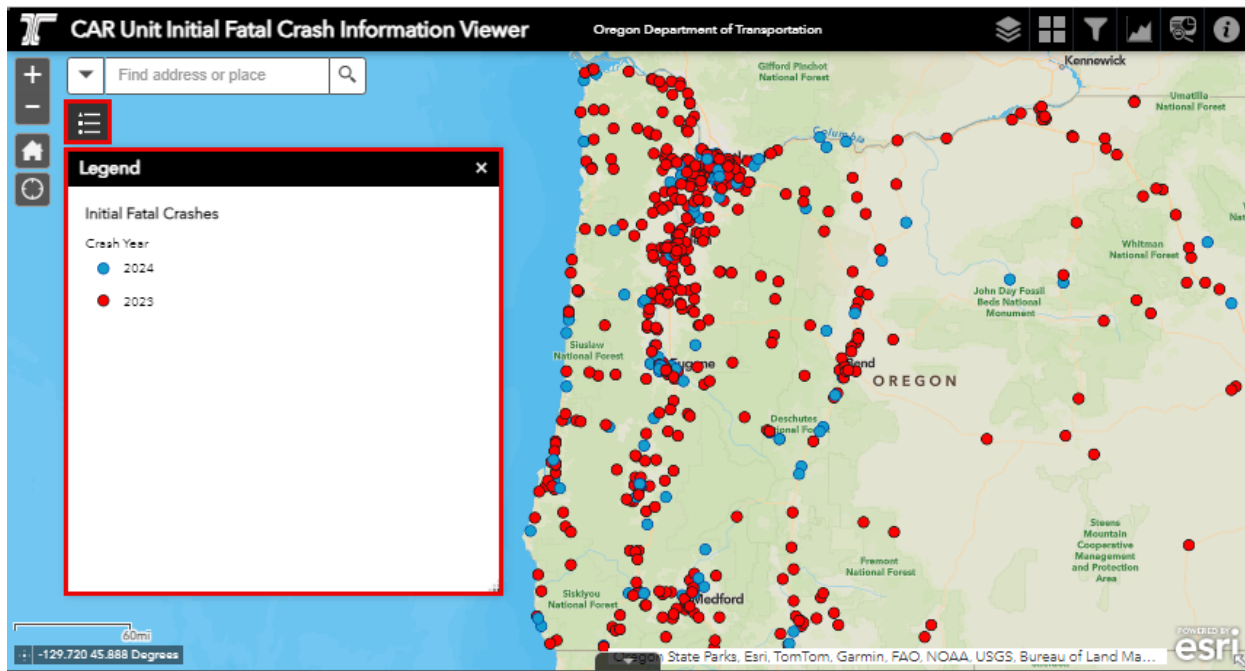 CAR Unit Initial Fatal Crash Information Viewer
Oregon Department of Transportation
Find address or place
Legend
Initial Fatal Crashes
Crash Year
2024
2023
Gifford Pinchot
National Forest
Kennewick
Umatilla
National Forest
Columbia
Whitman
National Forest
John Day Fossil
Beds National
Monument
Siuslaw
National Forest
Eugene
Bend
OREGON
Deschutes
Steens
Mountain
Cooperative
Management
and Protection
Area
Fremont
National Forest
Siskiyou
National Forest
Medford
60mi
-129.720 45.888 Degrees
Oregon State Parks, Esri, TomTom, Garmin, FAO, NOAA, USGS, Bureau of Land Ma...
POWERED BY
esri